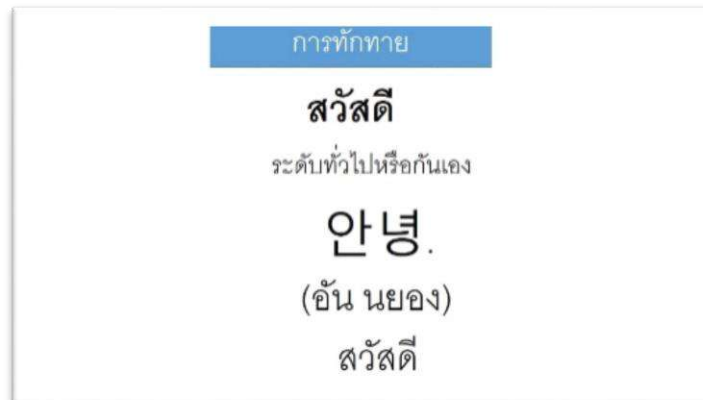 การทักทาย
สวัสดี
ระดับทั่วไปหรือกันเอง
안녕.
(อัน นยอง)
สวัสดี